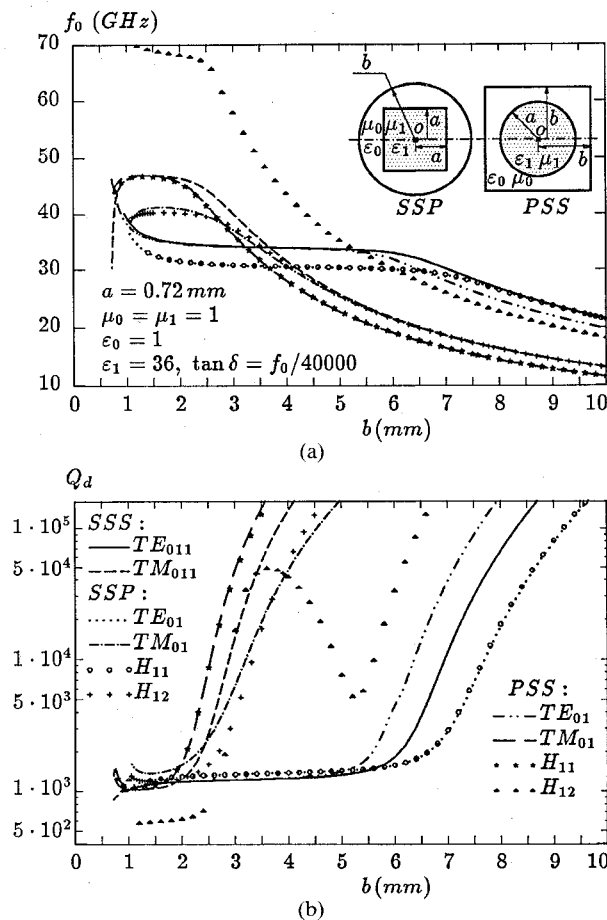 f₀ (GHz)
70
60
50
40
30
20
10
b
μ₀ μ₁ o a
ε₀ ε₁ a
SSP
a o b
ε₁ μ₁ b
ε₀ μ₀
PSS
a = 0.72 mm
μ₀ = μ₁ = 1
ε₀ = 1
ε₁ = 36, tan δ = f₀/40000
0 1 2 3 4 5 6 7 8 9 10
b (mm)
(a)
Q_d
1 · 10⁵
5 · 10⁴
1 · 10⁴
5 · 10³
1 · 10³
5 · 10²
SSS :
TE₀₁₁
TM₀₁₁
SSP :
TE₀₁
TM₀₁
H₁₁
H₁₂
PSS :
TE₀₁
TM₀₁
H₁₁
H₁₂
0 1 2 3 4 5 6 7 8 9 10
b (mm)
(b)